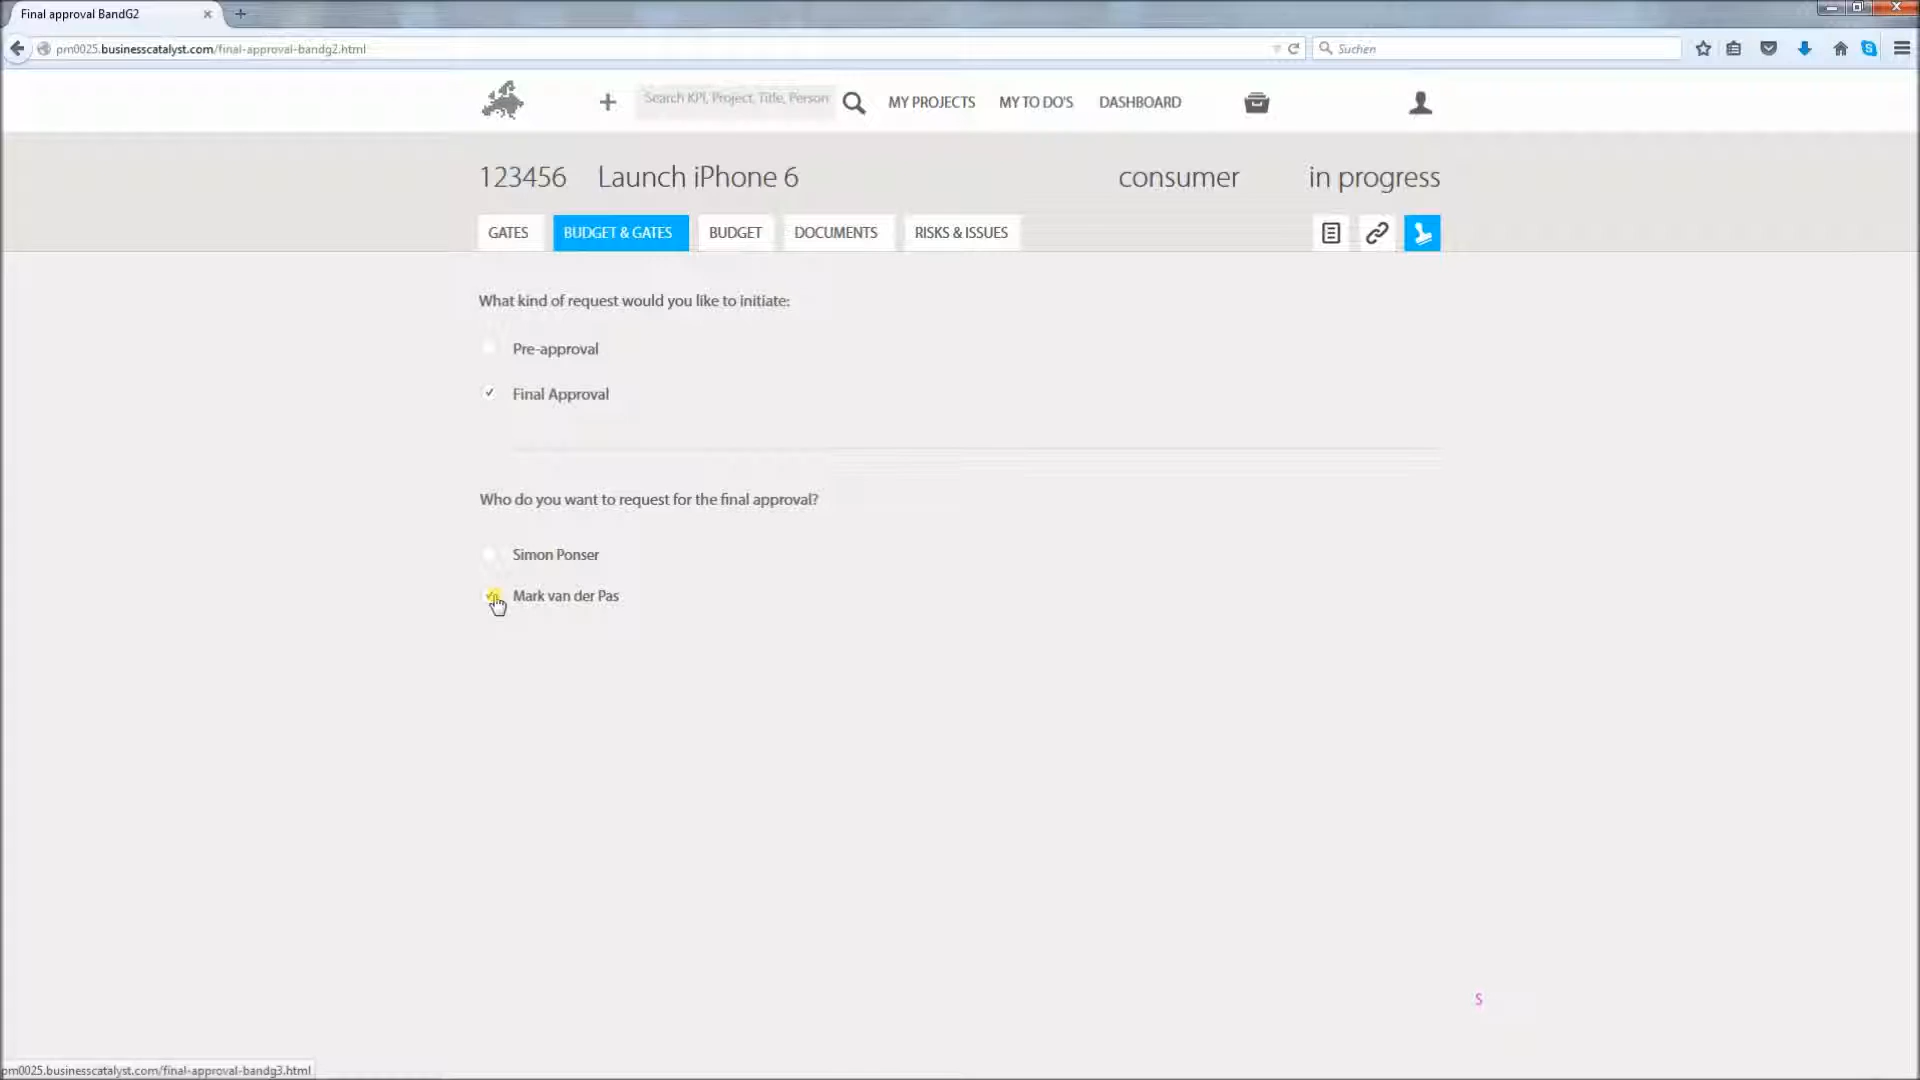 Final approval BandG2
pm0025.businesscatalyst.com/final-approval-bandg2.html
Suchen
Search KPI, Project, Title, Person
MY PROJECTS
MY TO DO'S
DASHBOARD
123456 Launch iPhone 6 consumer in progress
GATES
BUDGET & GATES
BUDGET
DOCUMENTS
RISKS & ISSUES
What kind of request would you like to initiate:
Pre-approval
Final Approval
Who do you want to request for the final approval?
Simon Ponser
Mark van der Pas
S
pm0025.businesscatalyst.com/final-approval-bandg3.html